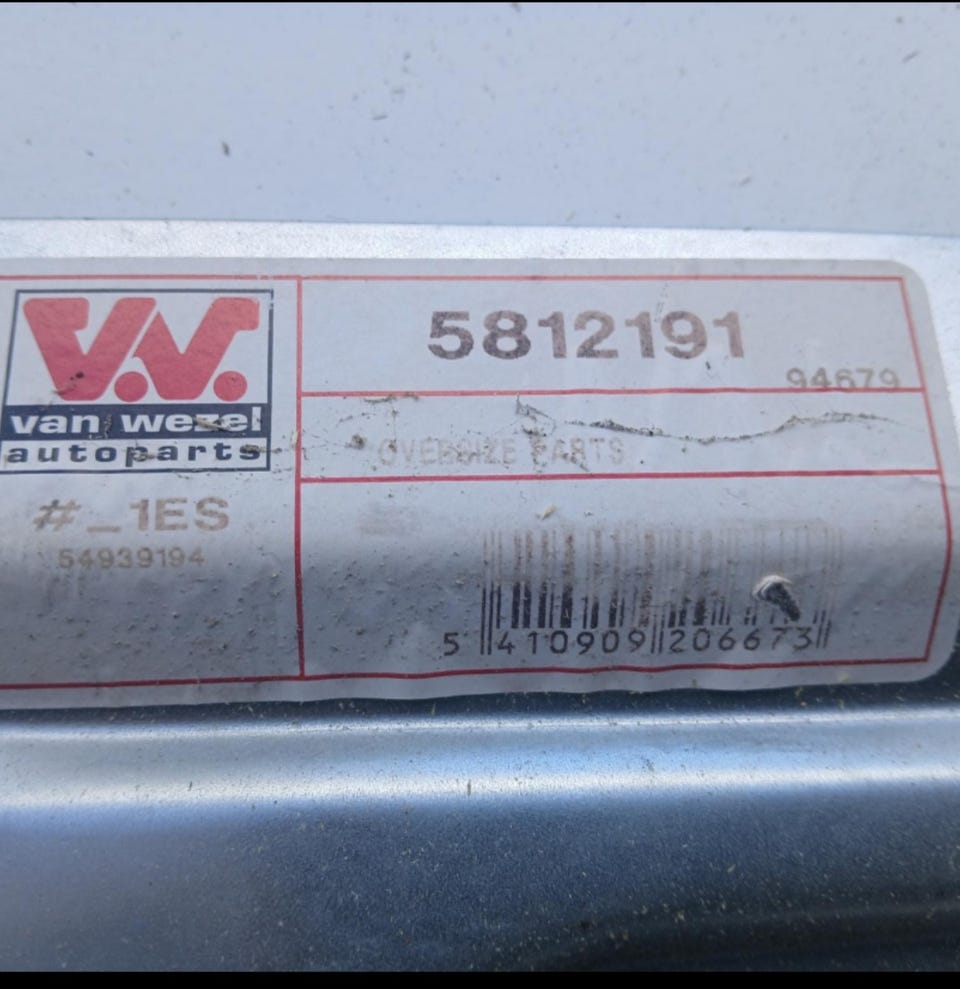 V.W.
van wezel
autoparts
#_1ES
54939194
5812191
94679
OVERSIZE PARTS
5 410909 206673